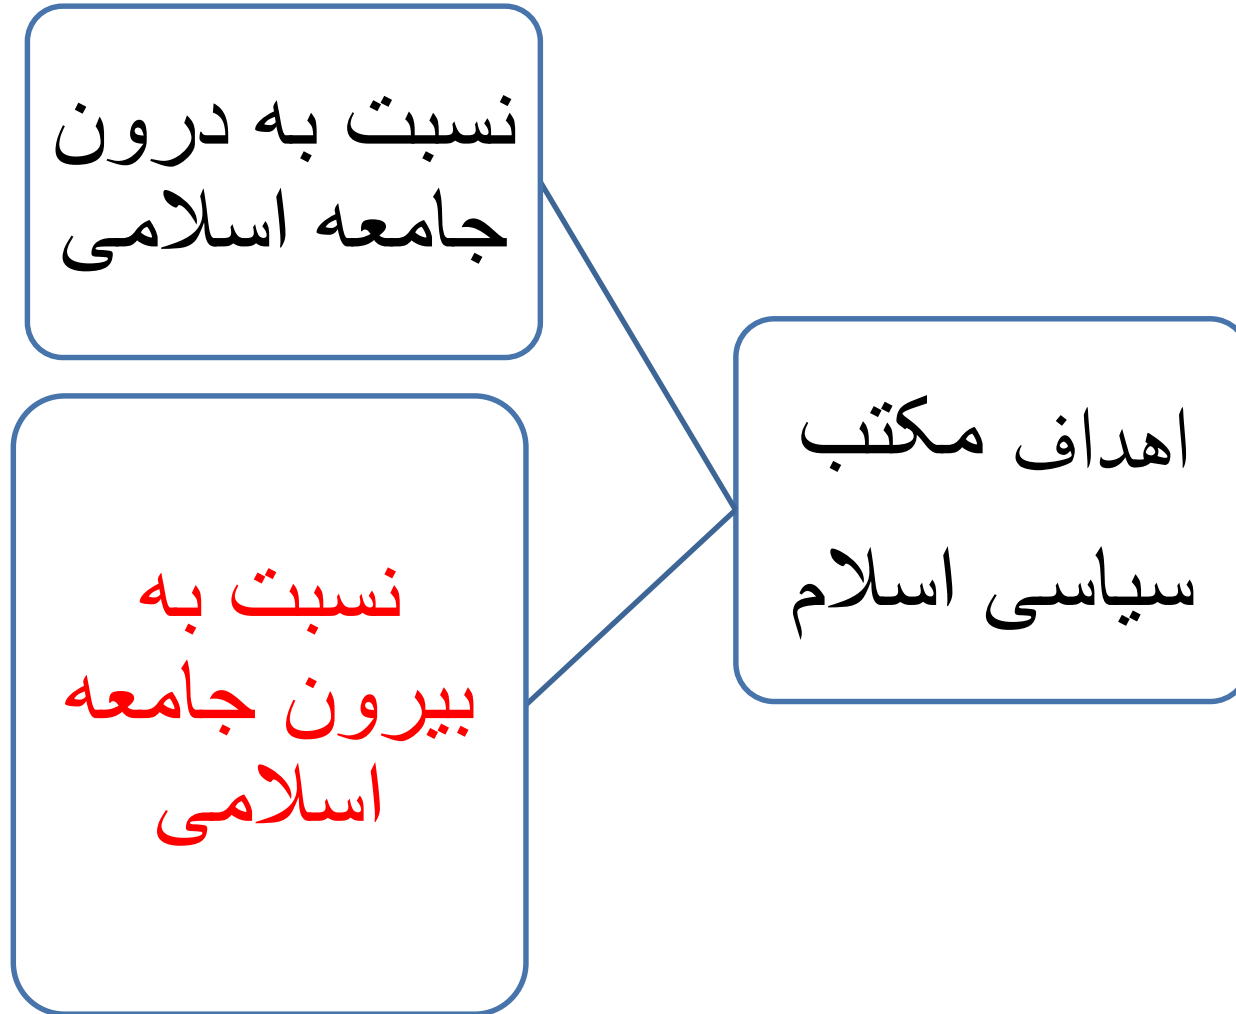 اهداف مکتب
سیاسی اسلام
نسبت به درون
جامعه اسلامی
نسبت به
بیرون جامعه
اسلامی